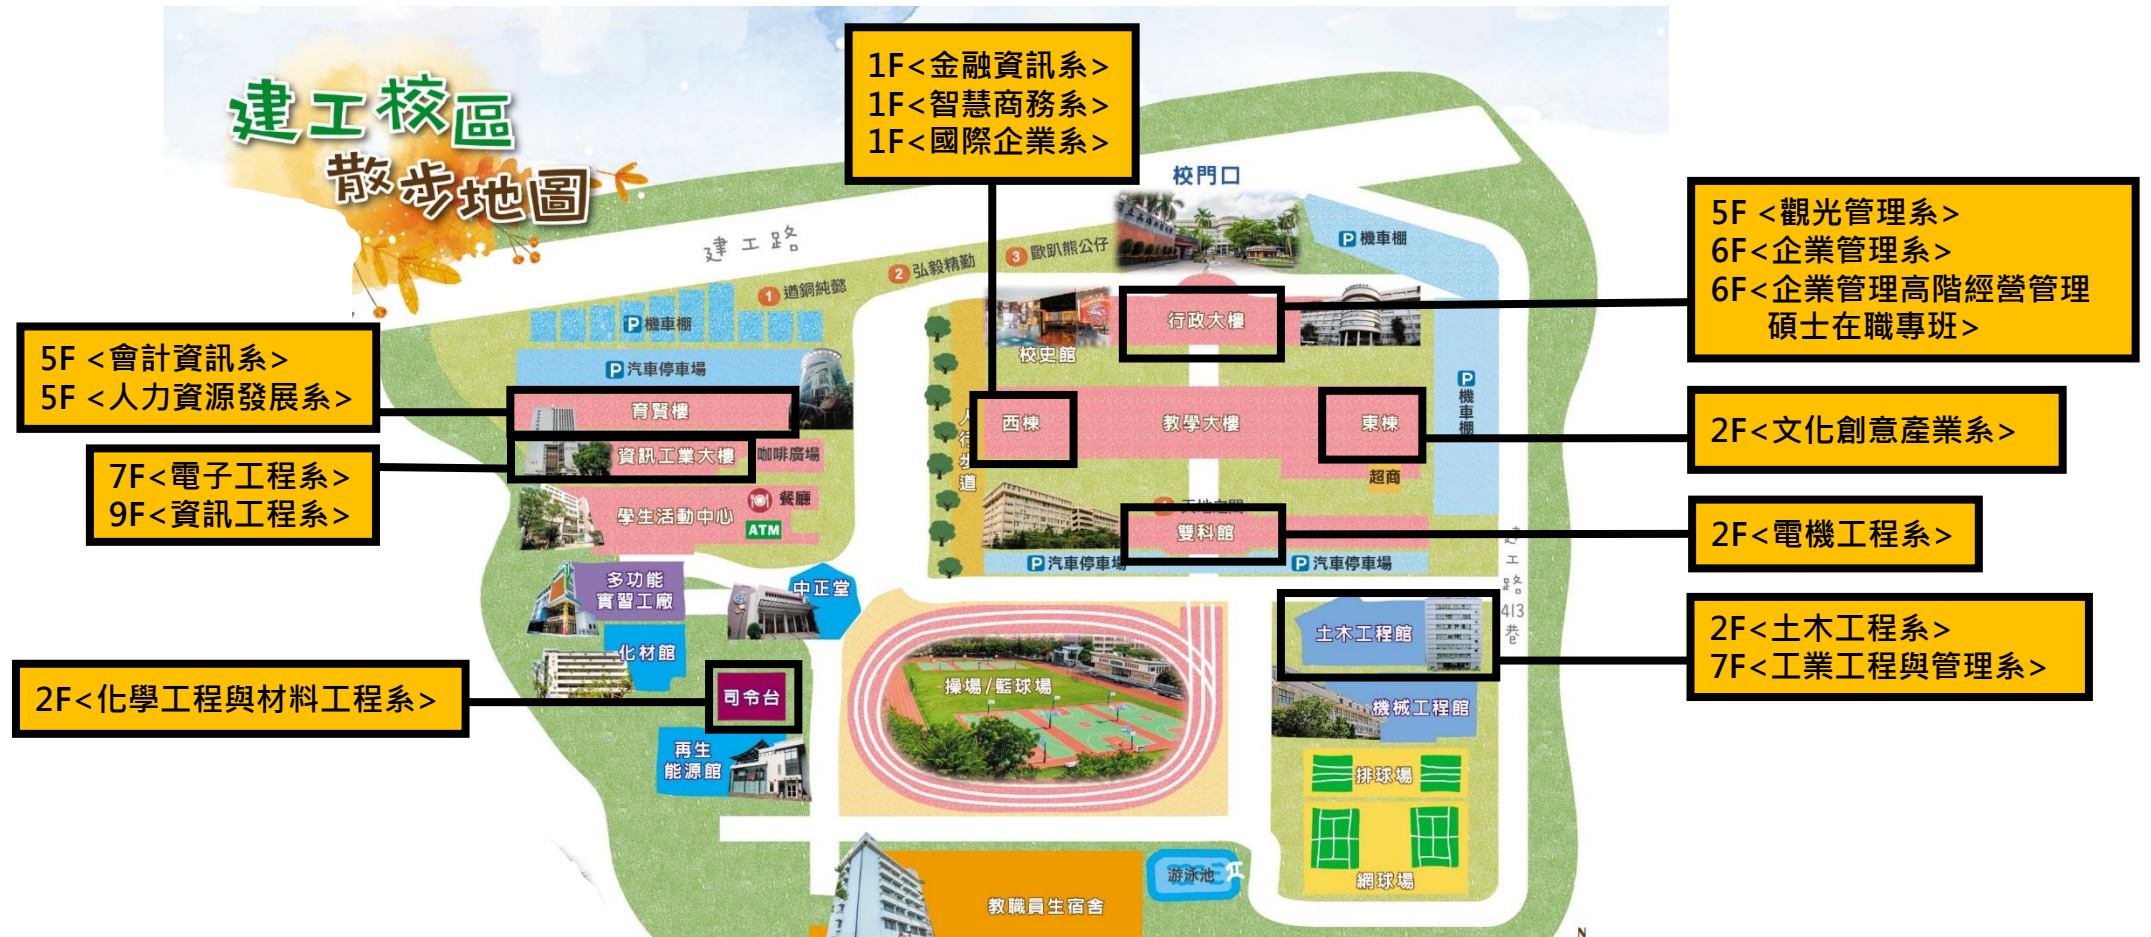 建工校區
散步地圖
1F<金融資訊系>
1F<智慧商務系>
1F<國際企業系>
校門口
建工路
P 機車棚
3 歐趴熊公仔
2 弘毅精勤
1 遒銅純懿
5F <觀光管理系>
6F<企業管理系>
6F<企業管理高階經營管理
碩士在職專班>
P 機車棚
行政大樓
校史館
5F <會計資訊系>
5F <人力資源發展系>
P 汽車停車場
育賢樓
人行步道
西棟
教學大樓
東棟
P 機車棚
2F<文化創意產業系>
7F<電子工程系>
9F<資訊工程系>
資訊工業大樓
咖啡廣場
超商
餐廳
學生活動中心
ATM
4 天地之間
雙科館
2F<電機工程系>
P 汽車停車場
P 汽車停車場
建工路413巷
多功能
實習工廠
中正堂
土木工程館
2F<土木工程系>
7F<工業工程與管理系>
化材館
2F<化學工程與材料工程系>
司令台
操場/籃球場
機械工程館
再生
能源館
排球場
網球場
游泳池
教職員生宿舍
N